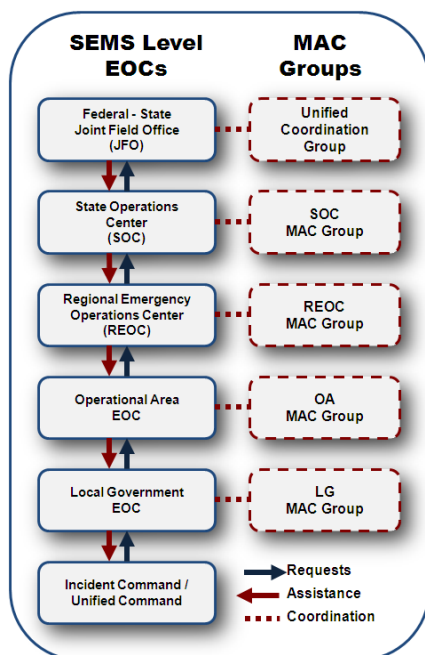 SEMS Level
EOCs
MAC
Groups
Federal - State
Joint Field Office
(JFO)
Unified
Coordination
Group
State Operations
Center
(SOC)
SOC
MAC Group
Regional Emergency
Operations Center
(REOC)
REOC
MAC Group
Operational Area
EOC
OA
MAC Group
Local Government
EOC
LG
MAC Group
Incident Command /
Unified Command
Requests
Assistance
Coordination